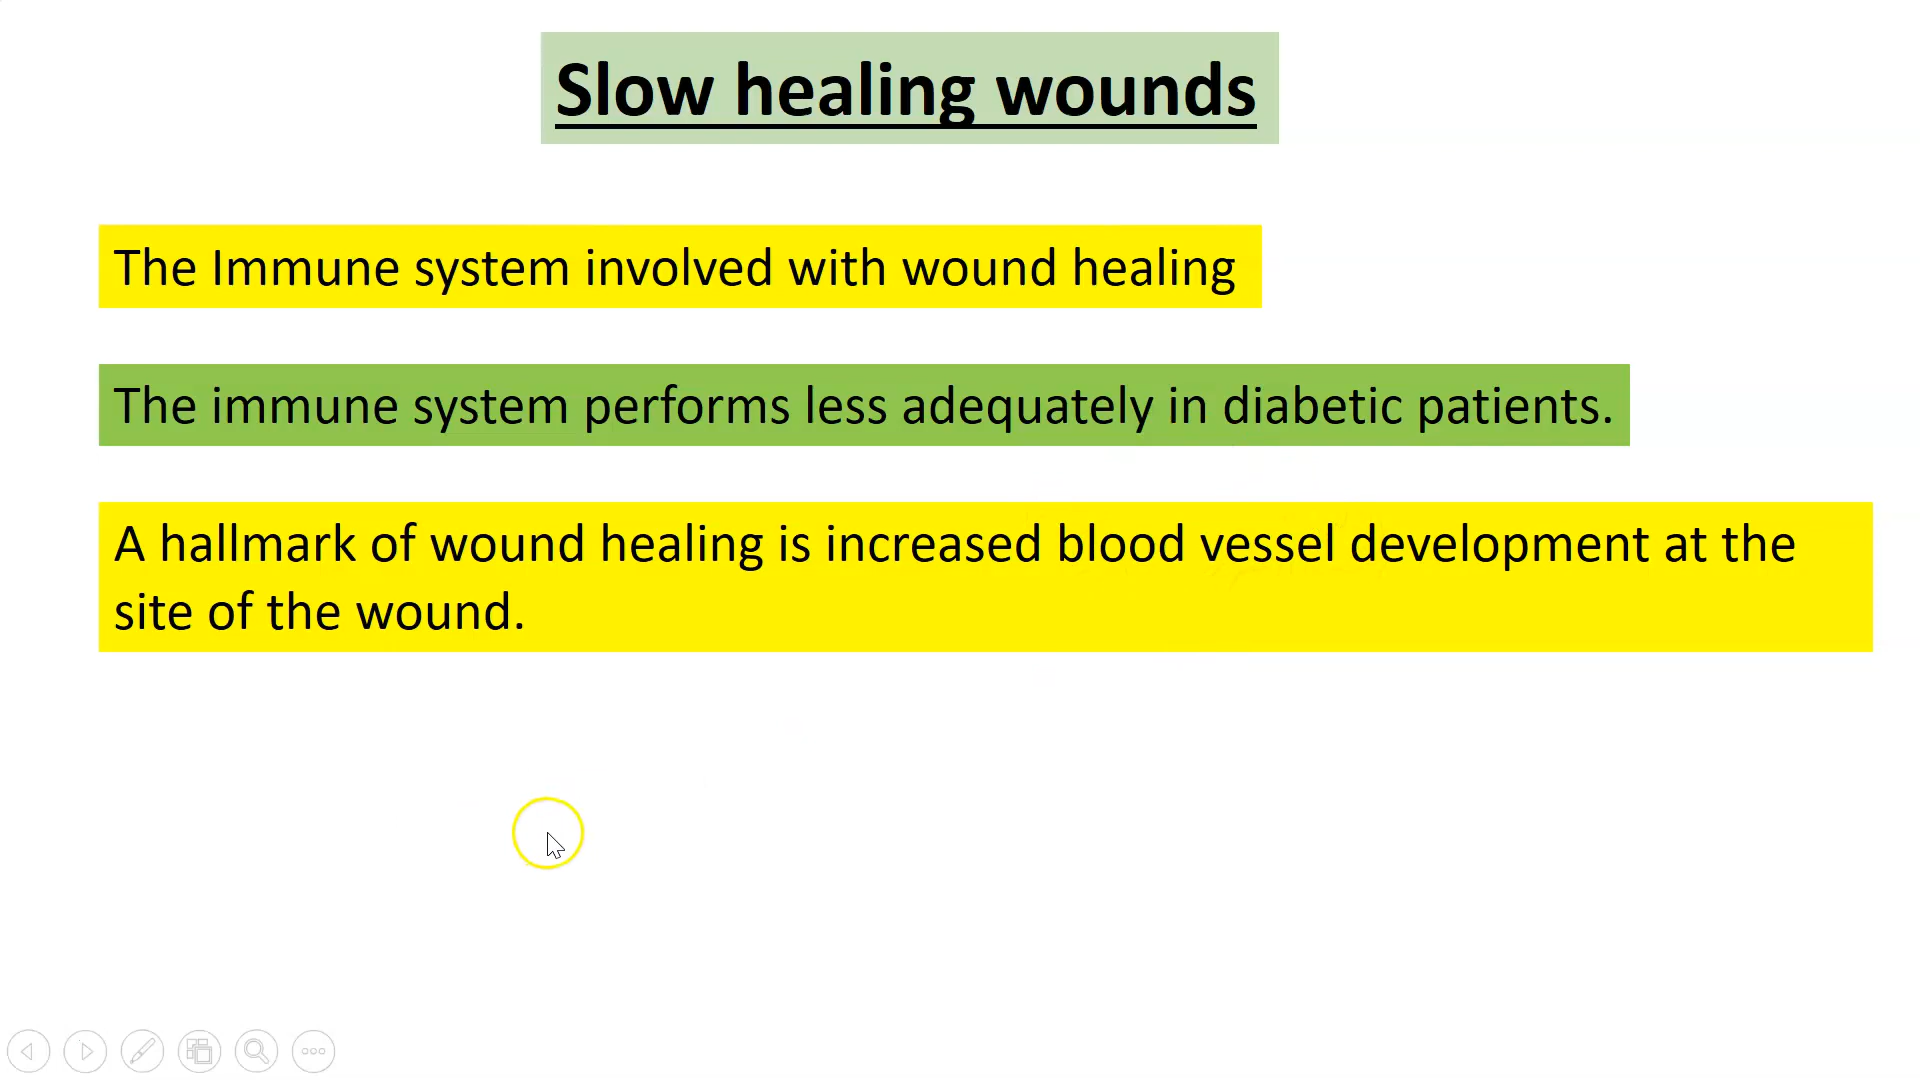 Slow healing wounds
The Immune system involved with wound healing
The immune system performs less adequately in diabetic patients.
A hallmark of wound healing is increased blood vessel development at the
site of the wound.